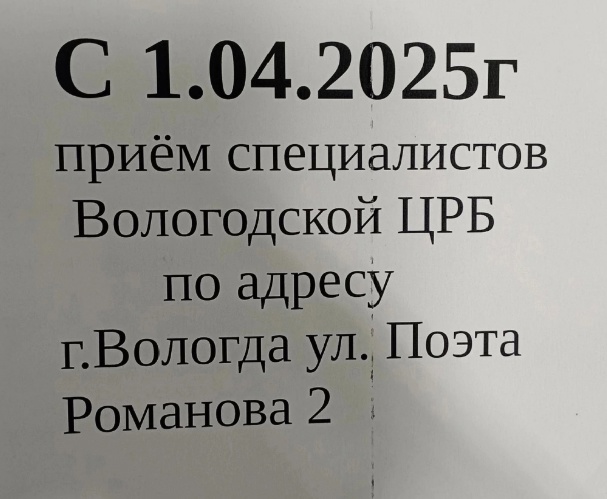 С 1.04.2025г
приём специалистов
Вологодской ЦРБ
по адресу
г.Вологда ул. Поэта
Романова 2